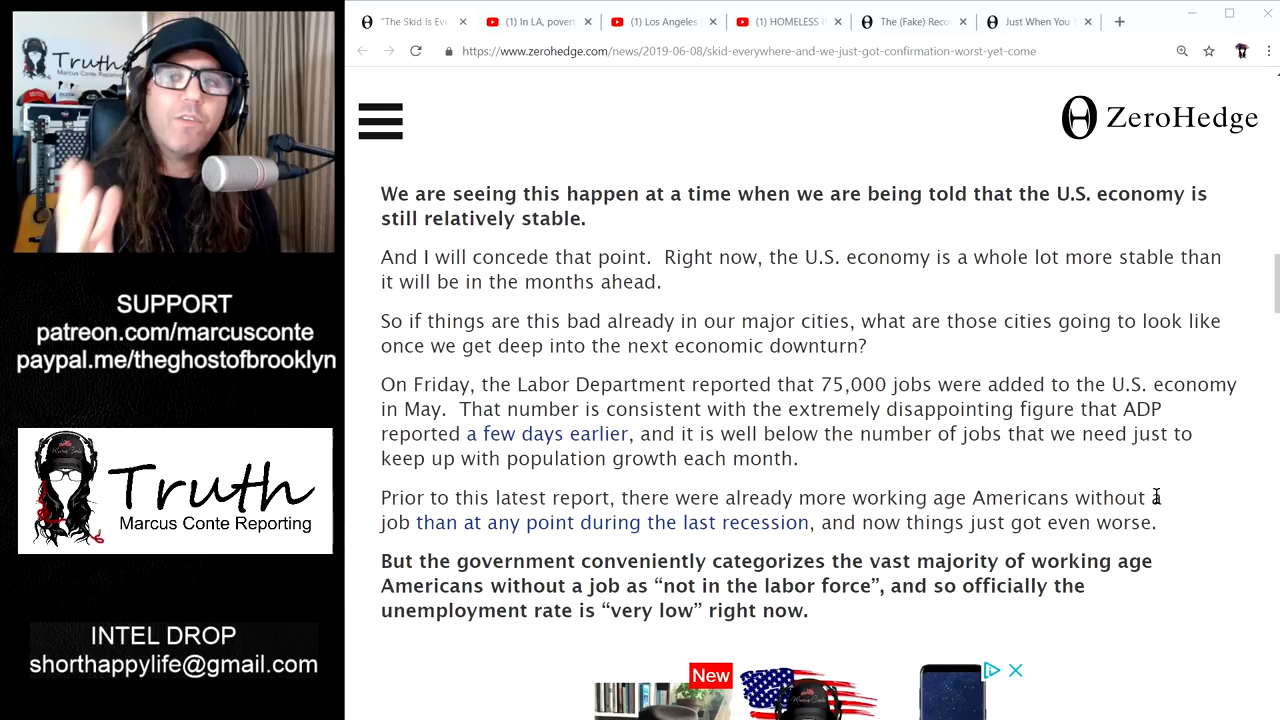 "The Skid Is Eve
(1) In LA, povert
(1) Los Angeles
(1) HOMELESS I
The (Fake) Reco
Just When You
https://www.zerohedge.com/news/2019-06-08/skid-everywhere-and-we-just-got-confirmation-worst-yet-come
Truth
Marcus Conte Reporting
ZeroHedge
We are seeing this happen at a time when we are being told that the U.S. economy is
still relatively stable.
And I will concede that point. Right now, the U.S. economy is a whole lot more stable than
it will be in the months ahead.
So if things are this bad already in our major cities, what are those cities going to look like
once we get deep into the next economic downturn?
On Friday, the Labor Department reported that 75,000 jobs were added to the U.S. economy
in May. That number is consistent with the extremely disappointing figure that ADP
reported a few days earlier, and it is well below the number of jobs that we need just to
keep up with population growth each month.
Prior to this latest report, there were already more working age Americans without a
job than at any point during the last recession, and now things just got even worse.
But the government conveniently categorizes the vast majority of working age
Americans without a job as “not in the labor force”, and so officially the
unemployment rate is “very low” right now.
New
SUPPORT
patreon.com/marcusconte
paypal.me/theghostofbrooklyn
Truth
Marcus Conte Reporting
INTEL DROP
shorthappylife@gmail.com